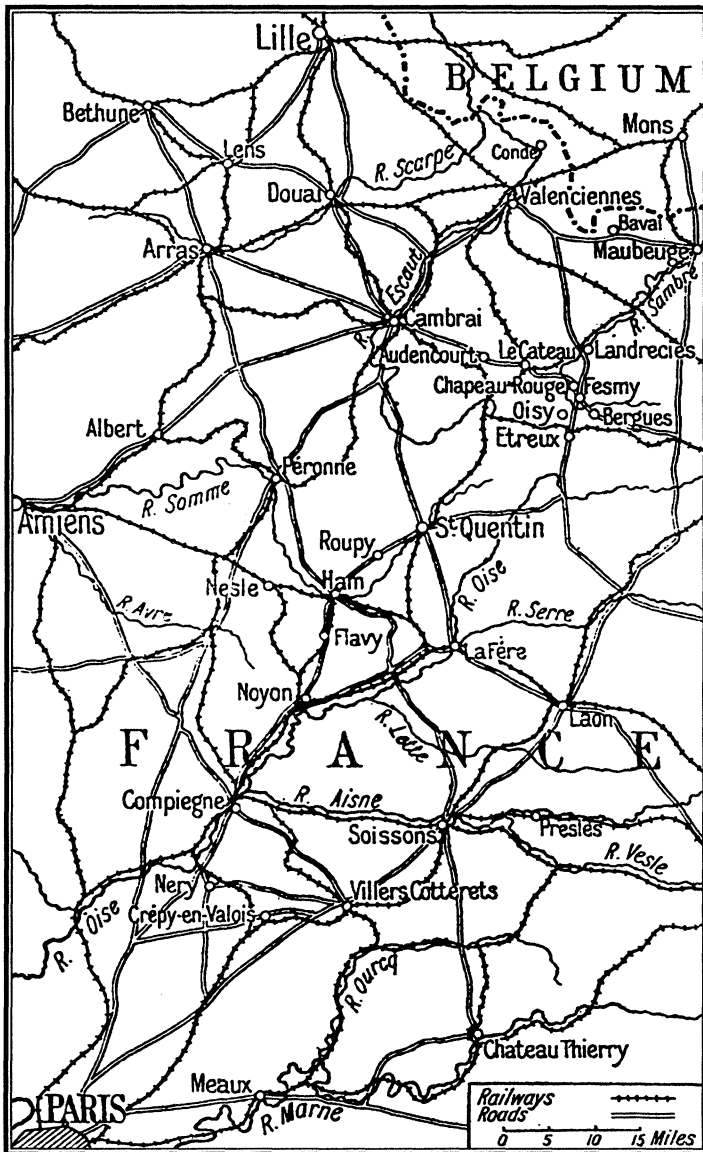 Lille
BELGIUM
Bethune
Mons
Lens
R. Scarpe
Condé
Douai
Valenciennes
Bavai
Arras
Maubeuge
R. Escaut
R. Sambre
Cambrai
Audencourt
Le Cateau
Landrecies
Chapeau Rouge
Fesmy
Oisy
Bergues
Albert
Etreux
Péronne
R. Somme
Amiens
St Quentin
Roupy
Nesle
Ham
R. Oise
R. Avre
R. Serre
Flavy
La Fére
Noyon
Laon
FRANCE
R. Lette
Compiegne
R. Aisne
Soissons
Presles
R. Vesle
Nery
Villers Cotterets
Crépy-en-Valois
R. Oise
R. Ourcq
Chateau Thierry
Meaux
PARIS
R. Marne
Railways
Roads
0 5 10 15 Miles